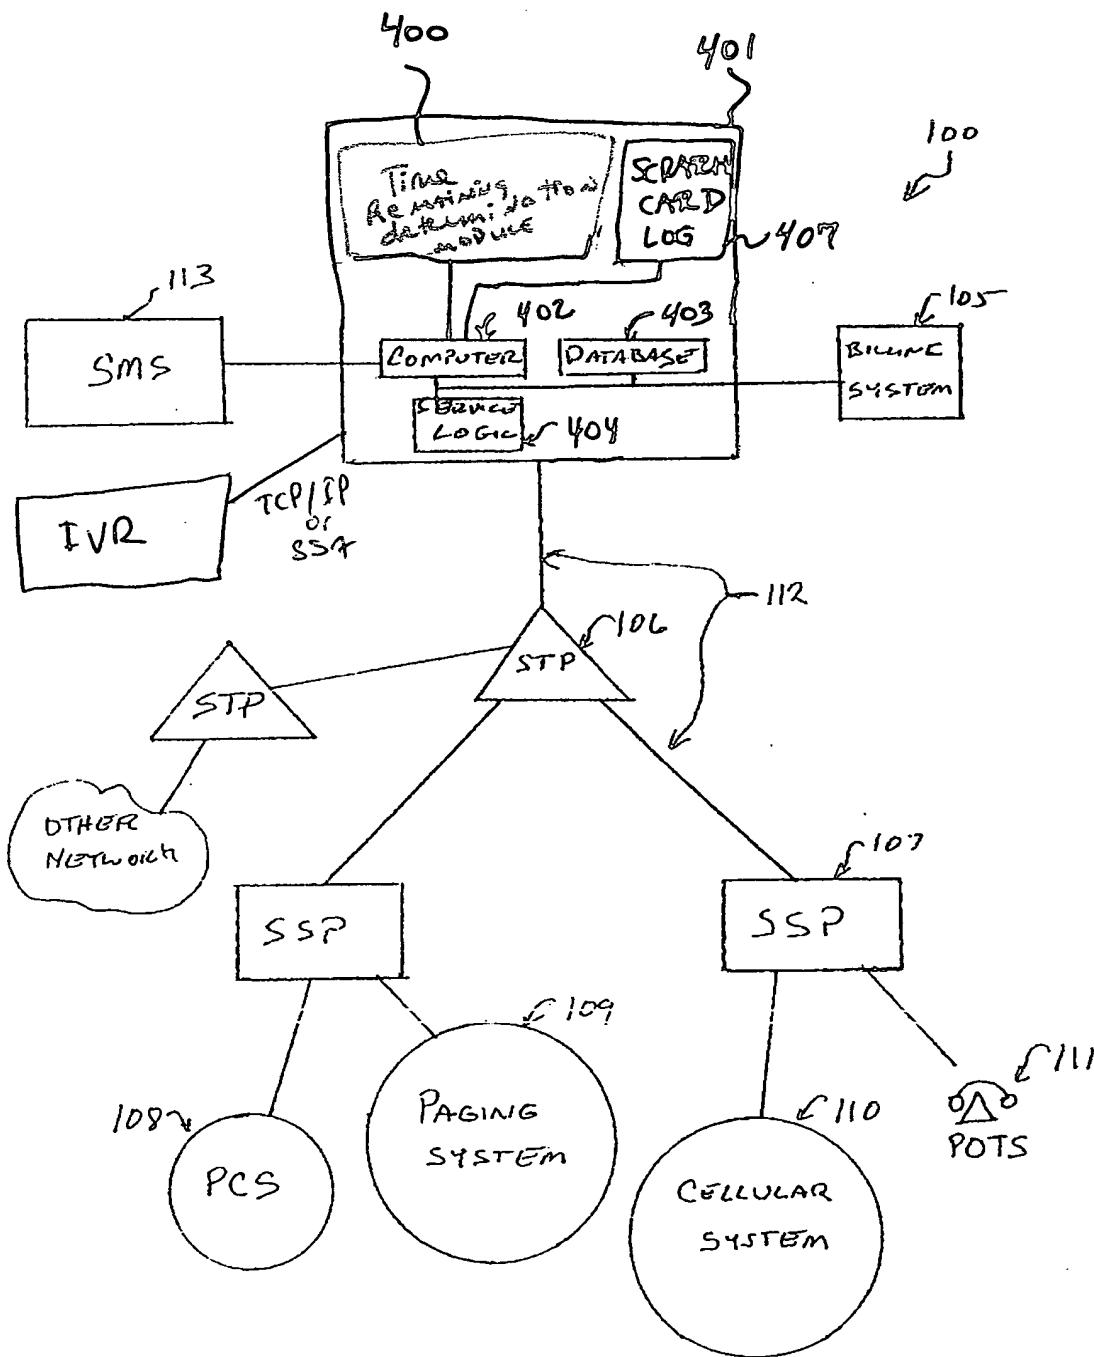 400
401
100
Time
Remaining
determination
module
SCRATCH
CARD
LOG
407
113
SMS
402
403
COMPUTER
DATABASE
105
BILLING
SYSTEM
SERVICE
LOGIC
404
IVR
TCP/IP
or
SS7
112
106
STP
STP
OTHER
NETWORK
107
SSP
SSP
109
108
PCS
PAGING
SYSTEM
110
CELLULAR
SYSTEM
111
POTS